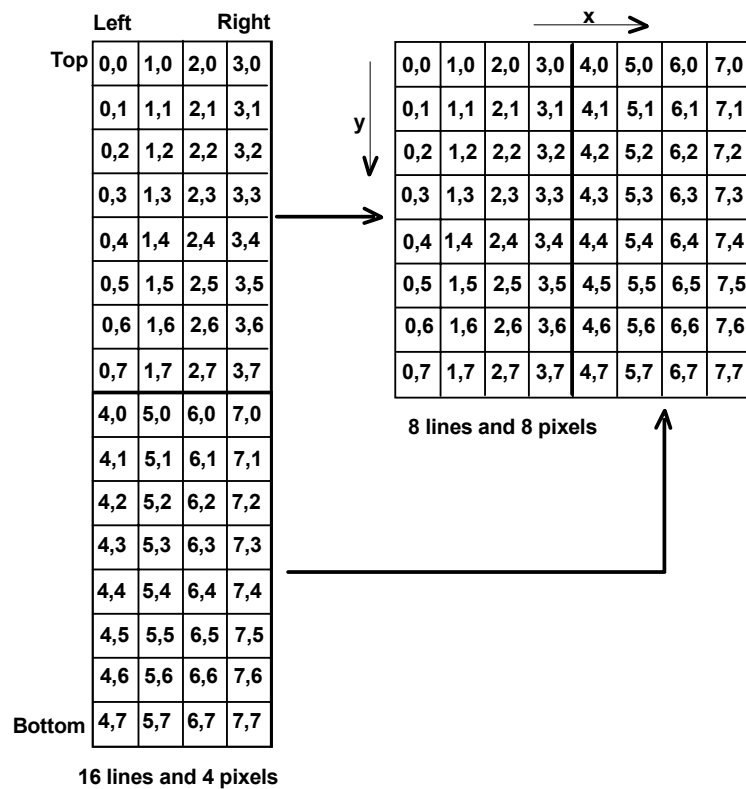 Left Right
Top
0,0 1,0 2,0 3,0
0,1 1,1 2,1 3,1
0,2 1,2 2,2 3,2
0,3 1,3 2,3 3,3
0,4 1,4 2,4 3,4
0,5 1,5 2,5 3,5
0,6 1,6 2,6 3,6
0,7 1,7 2,7 3,7
4,0 5,0 6,0 7,0
4,1 5,1 6,1 7,1
4,2 5,2 6,2 7,2
4,3 5,3 6,3 7,3
4,4 5,4 6,4 7,4
4,5 5,5 6,5 7,5
4,6 5,6 6,6 7,6
Bottom 4,7 5,7 6,7 7,7
16 lines and 4 pixels
x
y
0,0 1,0 2,0 3,0 4,0 5,0 6,0 7,0
0,1 1,1 2,1 3,1 4,1 5,1 6,1 7,1
0,2 1,2 2,2 3,2 4,2 5,2 6,2 7,2
0,3 1,3 2,3 3,3 4,3 5,3 6,3 7,3
0,4 1,4 2,4 3,4 4,4 5,4 6,4 7,4
0,5 1,5 2,5 3,5 4,5 5,5 6,5 7,5
0,6 1,6 2,6 3,6 4,6 5,6 6,6 7,6
0,7 1,7 2,7 3,7 4,7 5,7 6,7 7,7
8 lines and 8 pixels